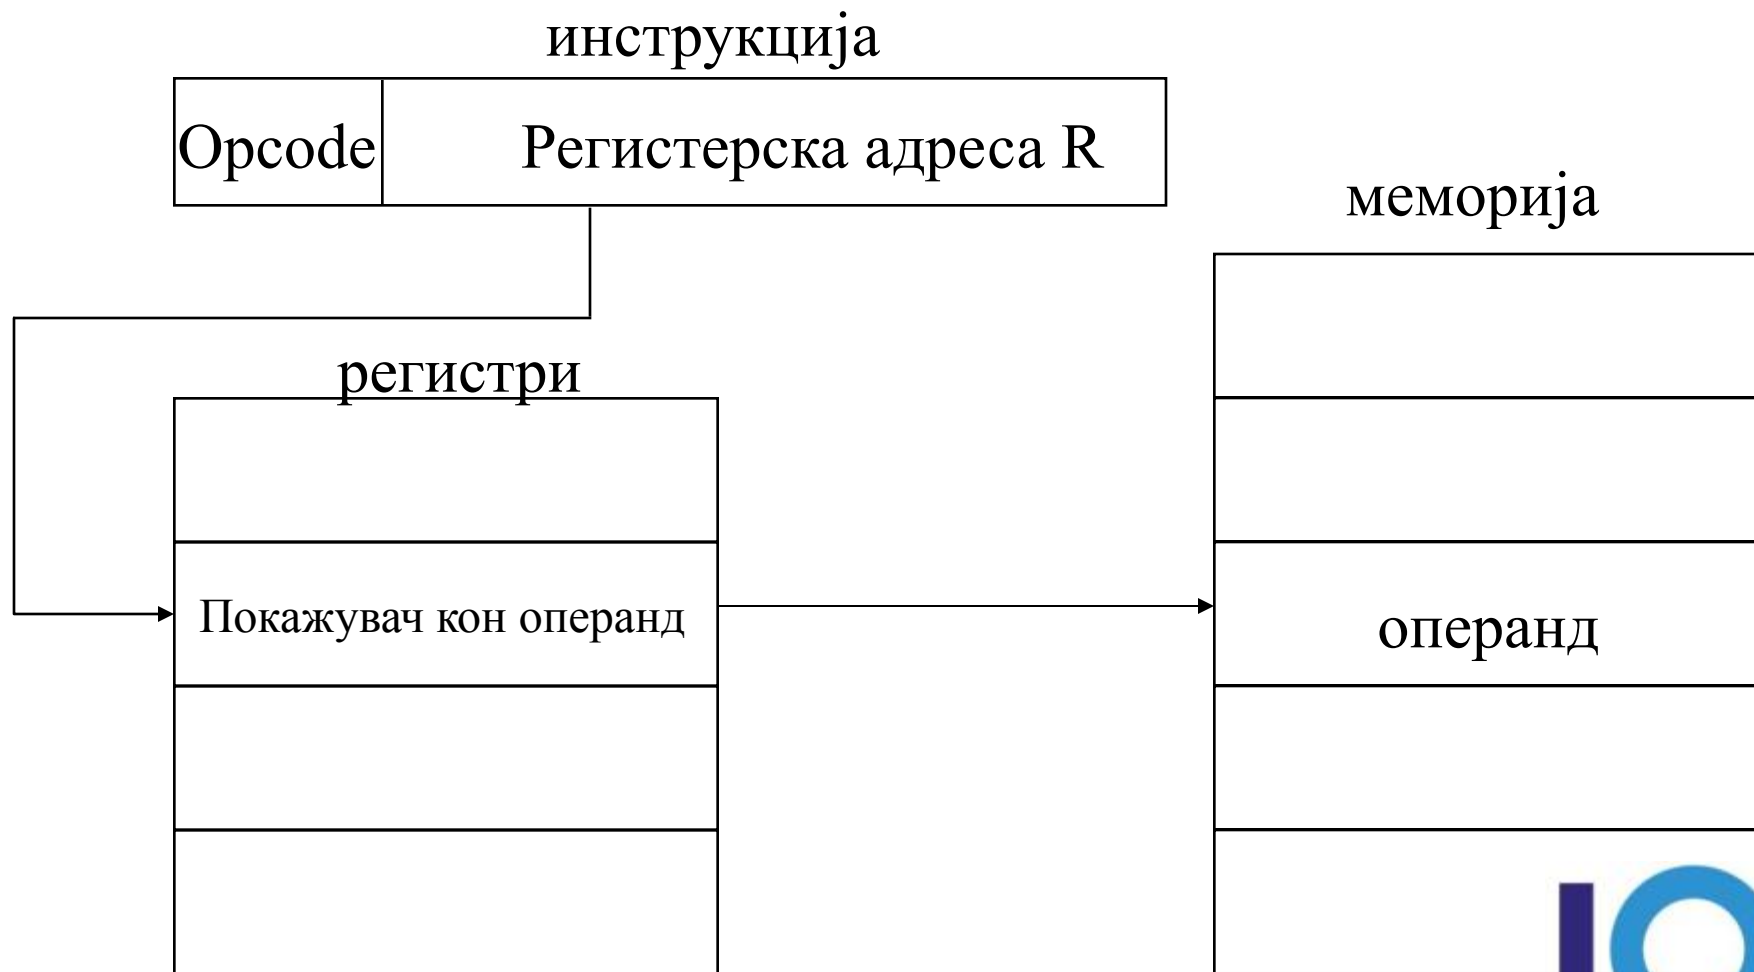 инструкција
Opcode
Регистерска адреса R
меморија
регистри
Покажувач кон операнд
операнд